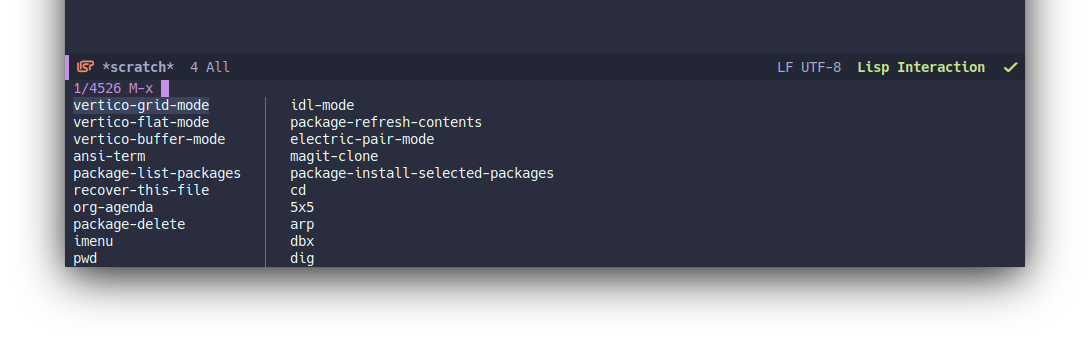 *scratch* 4 All LF UTF-8 Lisp Interaction
1/4526 M-x
vertico-grid-mode idl-mode
vertico-flat-mode package-refresh-contents
vertico-buffer-mode electric-pair-mode
ansi-term magit-clone
package-list-packages package-install-selected-packages
recover-this-file cd
org-agenda 5x5
package-delete arp
imenu dbx
pwd dig